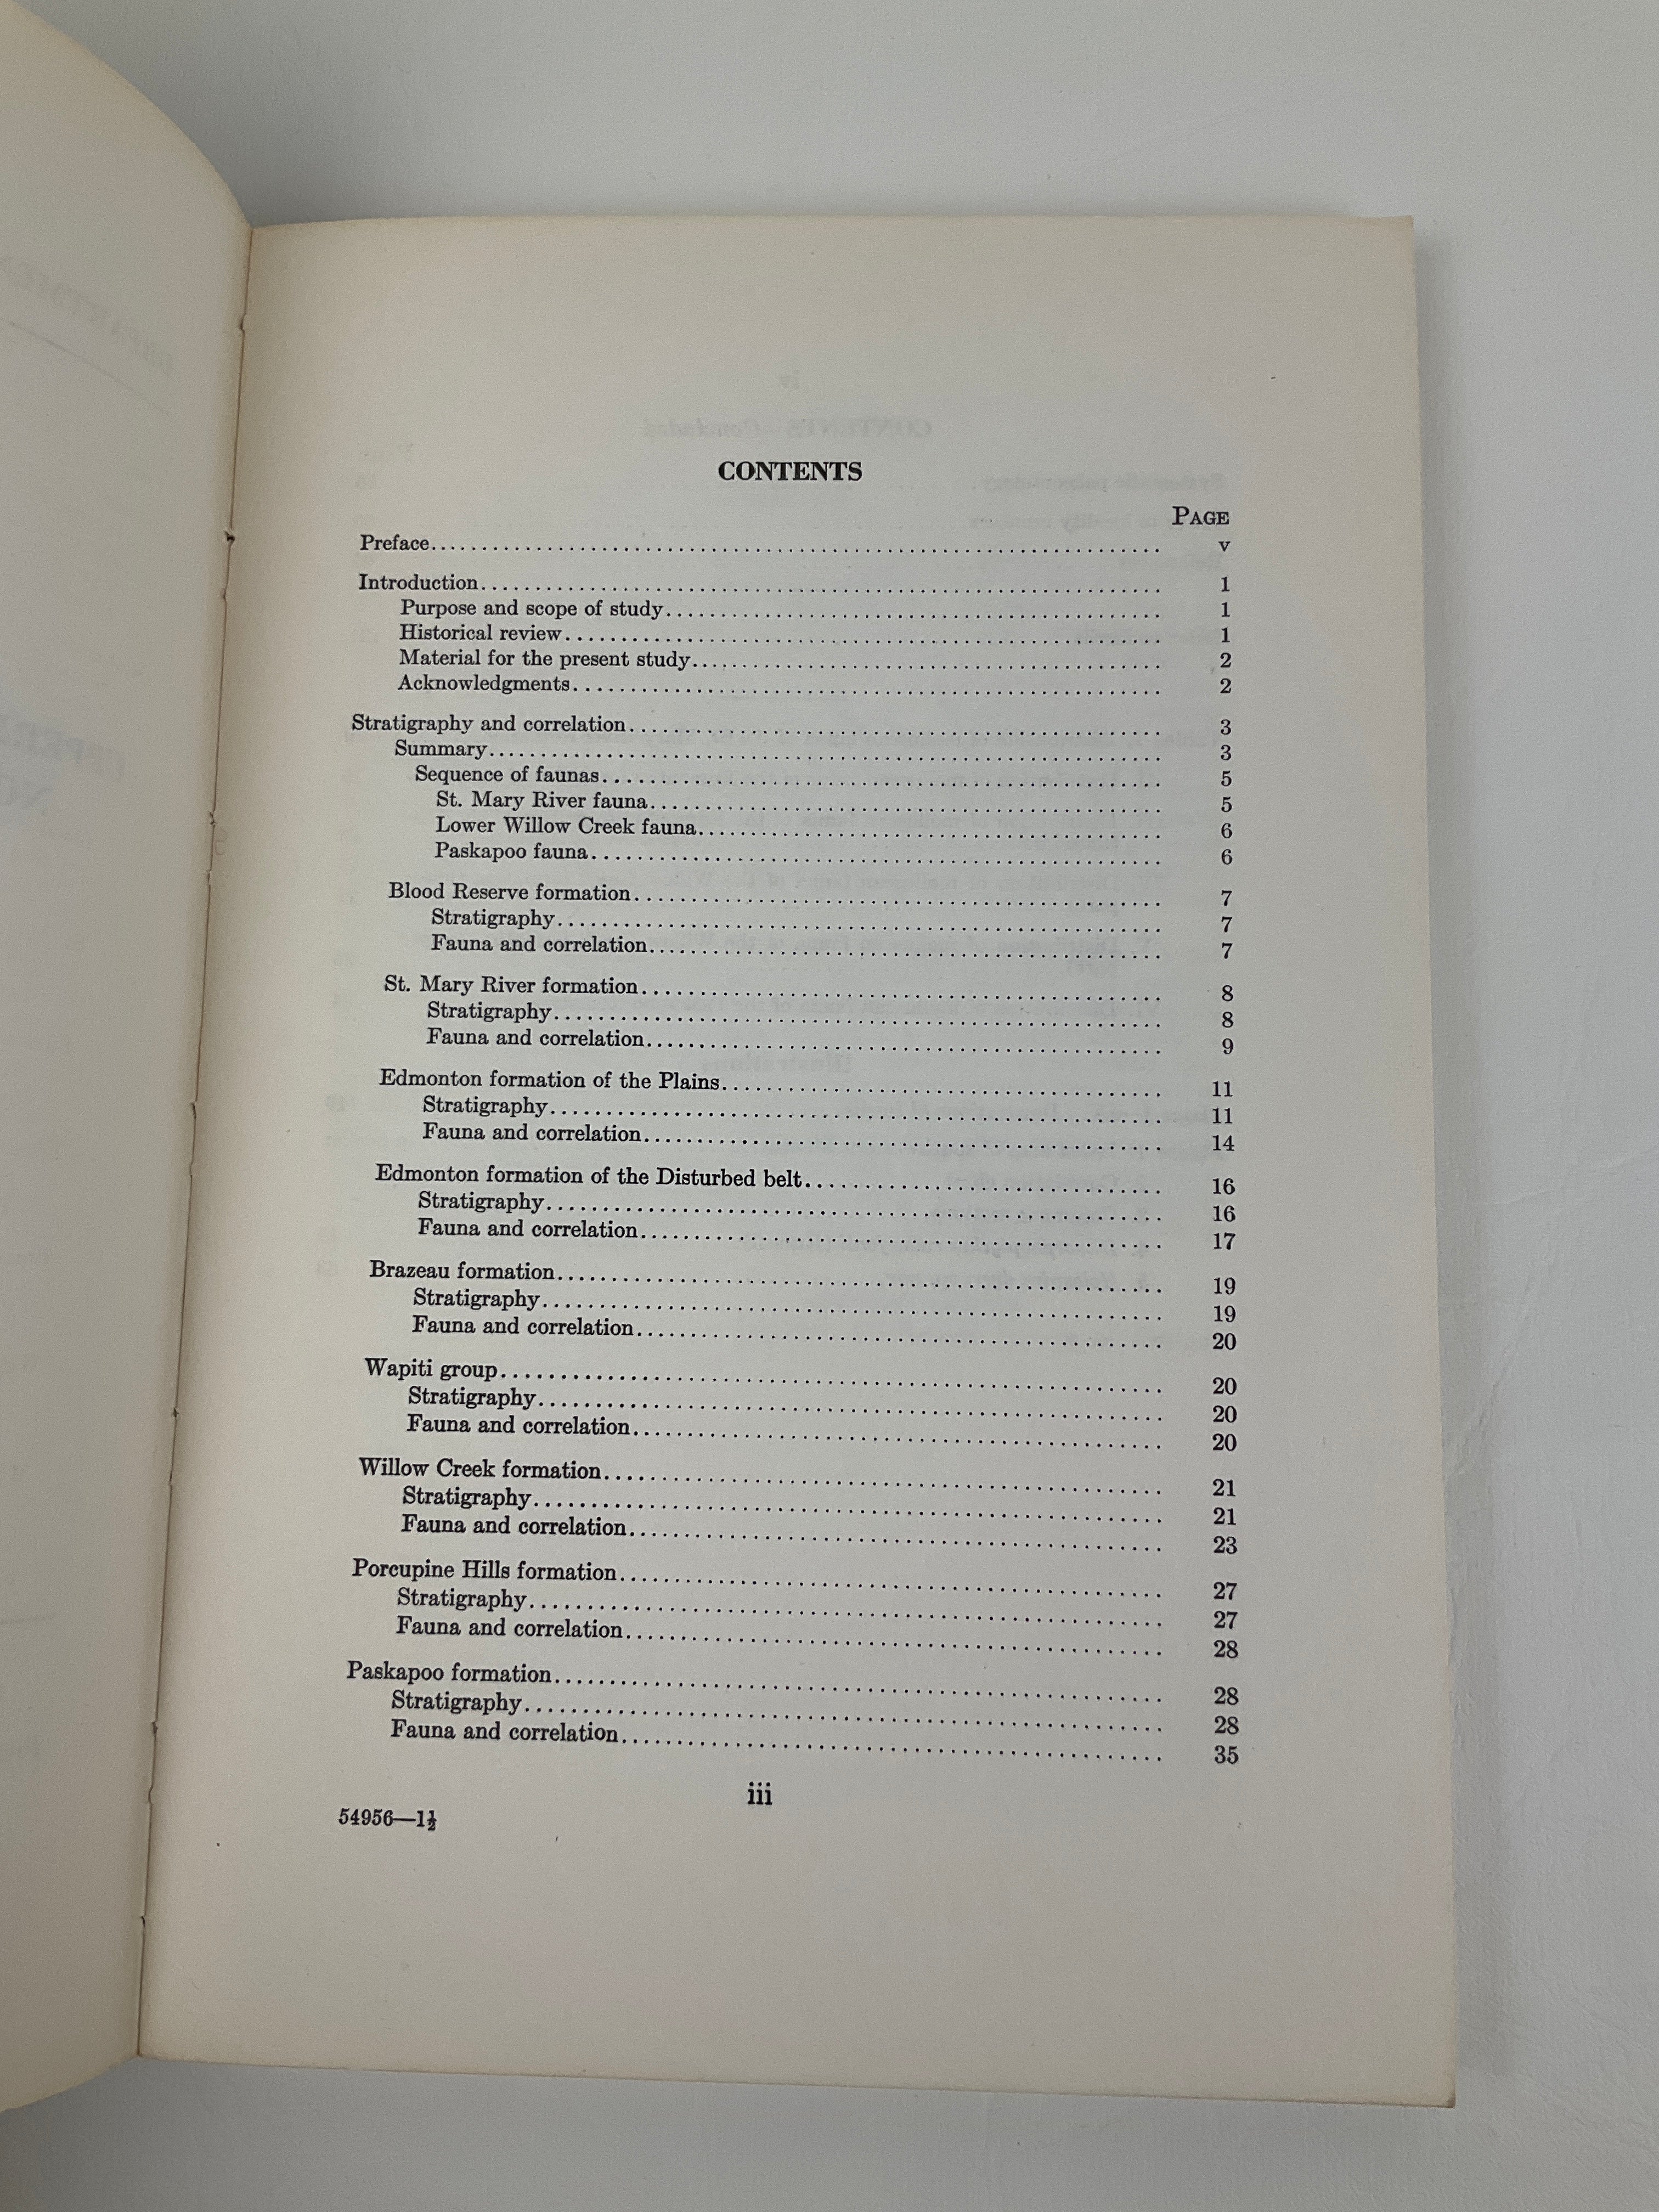 CONTENTS
PAGE
Preface........ v
Introduction........ 1
Purpose and scope of study........ 1
Historical review........ 1
Material for the present study........ 2
Acknowledgments........ 2
Stratigraphy and correlation........ 3
Summary........ 3
Sequence of faunas........ 5
St. Mary River fauna........ 5
Lower Willow Creek fauna........ 6
Paskapoo fauna........ 6
Blood Reserve formation........ 7
Stratigraphy........ 7
Fauna and correlation........ 7
St. Mary River formation........ 8
Stratigraphy........ 8
Fauna and correlation........ 9
Edmonton formation of the Plains........ 11
Stratigraphy........ 11
Fauna and correlation........ 14
Edmonton formation of the Disturbed belt........ 16
Stratigraphy........ 16
Fauna and correlation........ 17
Brazeau formation........ 19
Stratigraphy........ 19
Fauna and correlation........ 20
Wapiti group........ 20
Stratigraphy........ 20
Fauna and correlation........ 20
Willow Creek formation........ 21
Stratigraphy........ 21
Fauna and correlation........ 23
Porcupine Hills formation........ 27
Stratigraphy........ 27
Fauna and correlation........ 28
Paskapoo formation........ 28
Stratigraphy........ 28
Fauna and correlation........ 35
iii
54956—1½